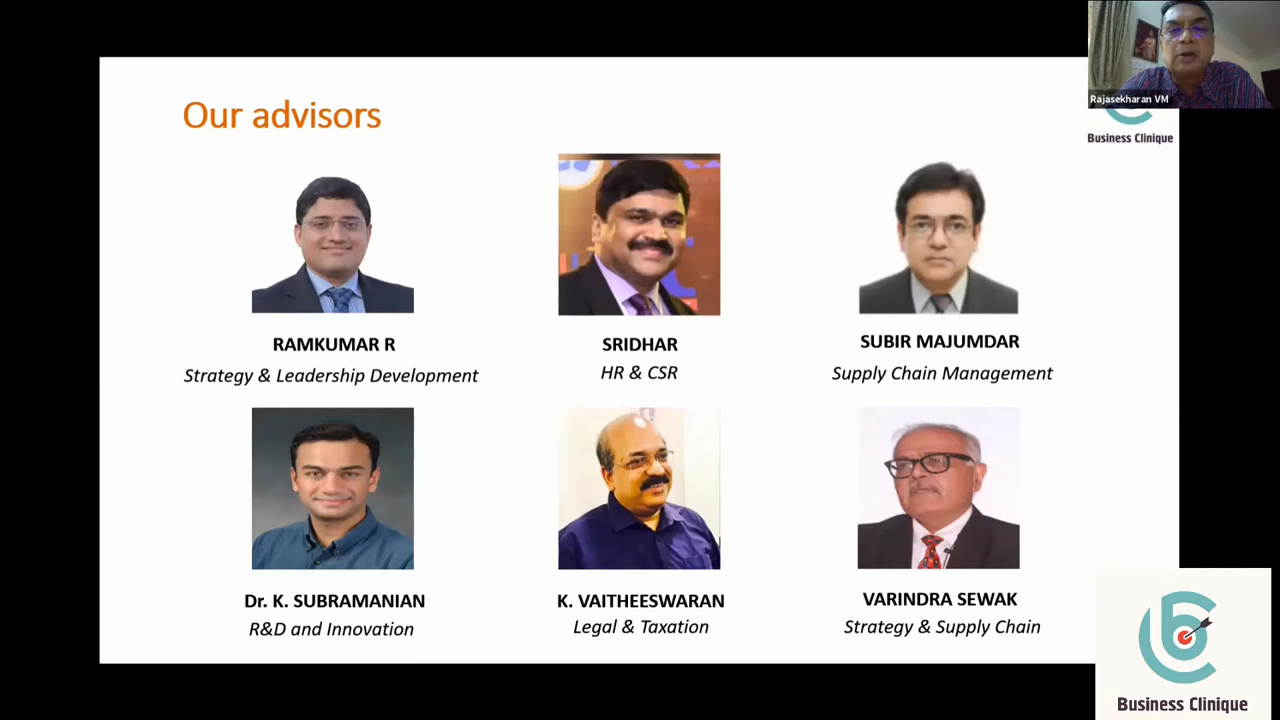 Our advisors
Rajasekharan VM
Business Clinique
RAMKUMAR R
Strategy & Leadership Development
SRIDHAR
HR & CSR
SUBIR MAJUMDAR
Supply Chain Management
Dr. K. SUBRAMANIAN
R&D and Innovation
K. VAITHEESWARAN
Legal & Taxation
VARINDRA SEWAK
Strategy & Supply Chain
Business Clinique